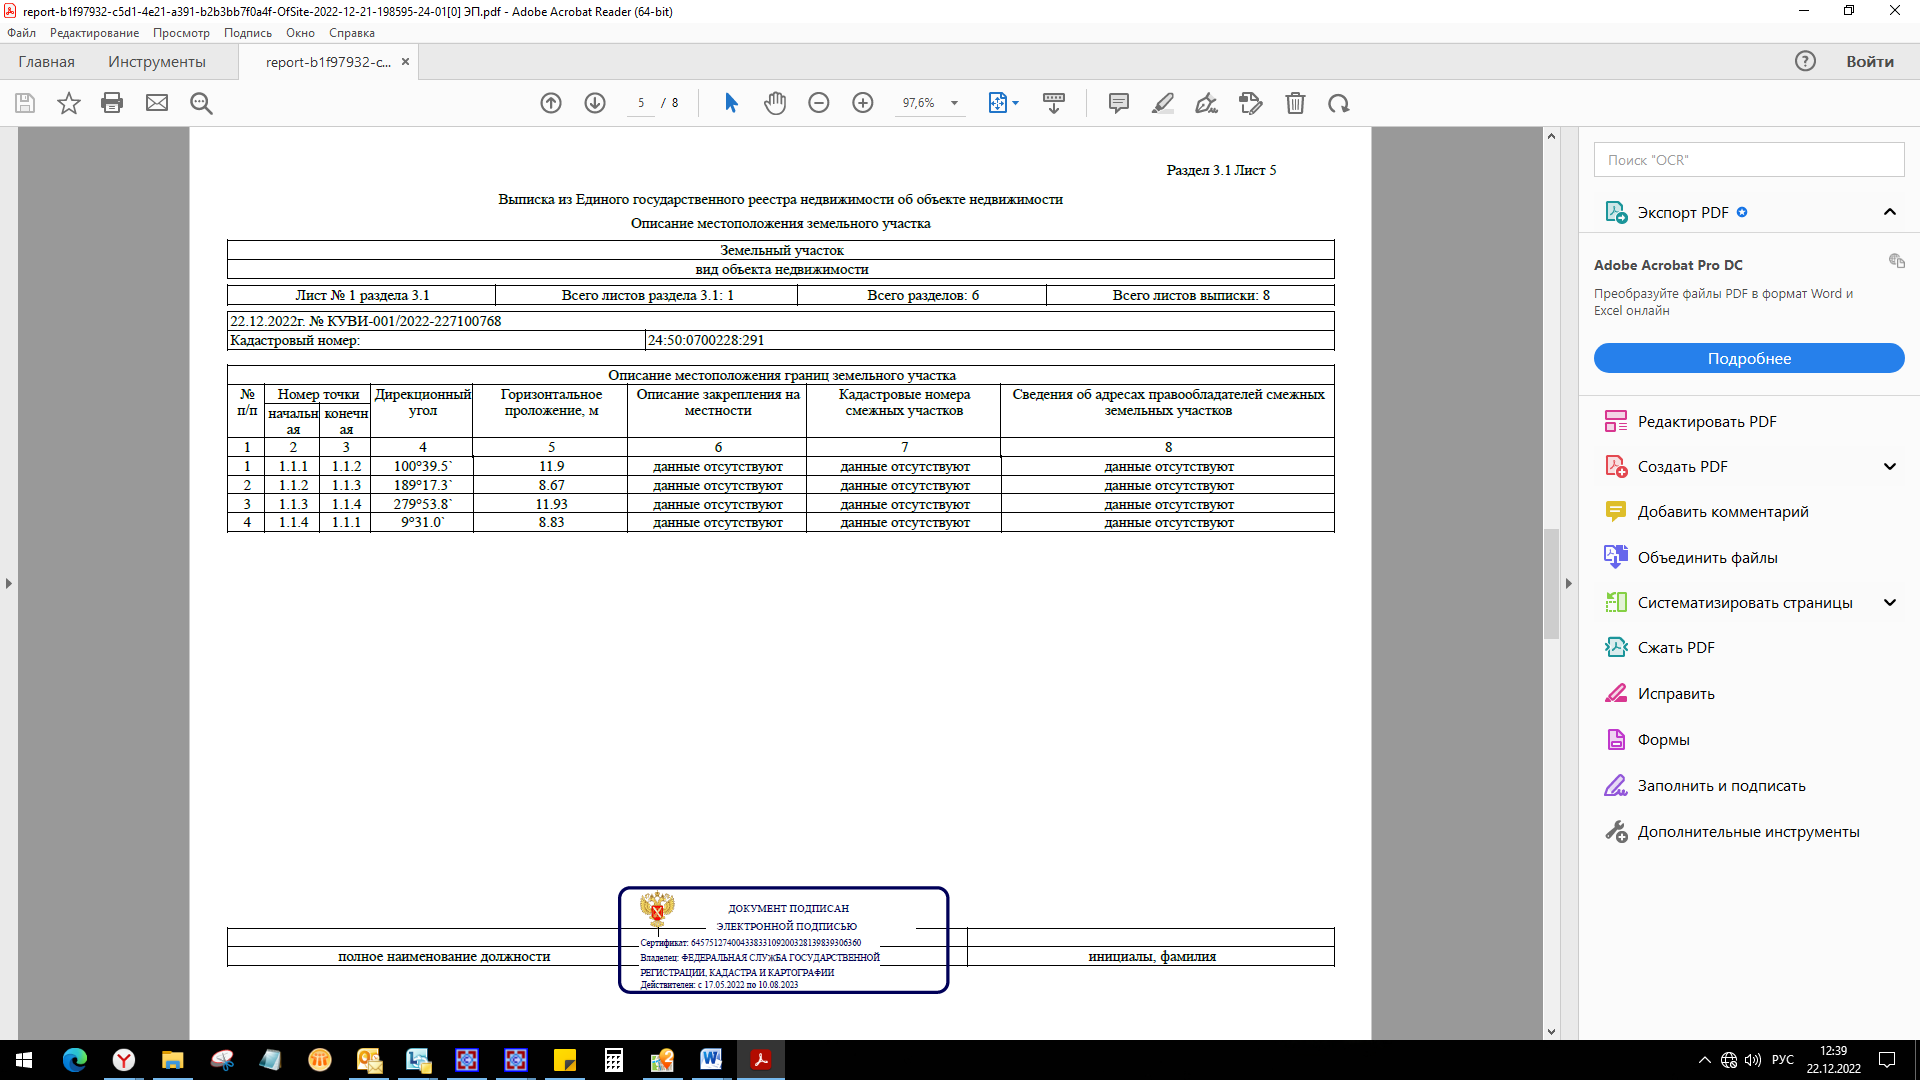 report-b1f97932-c5d1-4e21-a391-b2b3bb7f0a4f-OfSite-2022-12-21-198595-24-01[0] ЭП.pdf - Adobe Acrobat Reader (64-bit)
Файл Редактирование Просмотр Подпись Окно Справка
Главная Инструменты report-b1f97932-c... × Войти
5 / 8 97,6%
Раздел 3.1 Лист 5
Выписка из Единого государственного реестра недвижимости об объекте недвижимости
Описание местоположения земельного участка
Земельный участок
вид объекта недвижимости
Лист № 1 раздела 3.1 Всего листов раздела 3.1: 1 Всего разделов: 6 Всего листов выписки: 8
22.12.2022г. № КУВИ-001/2022-227100768
Кадастровый номер: 24:50:0700228:291
Описание местоположения границ земельного участка
№ п/п Номер точки Дирекционный угол Горизонтальное проложение, м Описание закрепления на местности Кадастровые номера смежных участков Сведения об адресах правообладателей смежных земельных участков
начальн ая конечн ая
1 2 3 4 5 6 7 8
1 1.1.1 1.1.2 100°39.5` 11.9 данные отсутствуют данные отсутствуют данные отсутствуют
2 1.1.2 1.1.3 189°17.3` 8.67 данные отсутствуют данные отсутствуют данные отсутствуют
3 1.1.3 1.1.4 279°53.8` 11.93 данные отсутствуют данные отсутствуют данные отсутствуют
4 1.1.4 1.1.1 9°31.0` 8.83 данные отсутствуют данные отсутствуют данные отсутствуют
ДОКУМЕНТ ПОДПИСАН
ЭЛЕКТРОННОЙ ПОДПИСЬЮ
Сертификат: 64575127400433833109200328139839306360
Владелец: ФЕДЕРАЛЬНАЯ СЛУЖБА ГОСУДАРСТВЕННОЙ
РЕГИСТРАЦИИ, КАДАСТРА И КАРТОГРАФИИ
Действителен: с 17.05.2022 по 10.08.2023
полное наименование должности инициалы, фамилия
Поиск "OCR"
Экспорт PDF
Adobe Acrobat Pro DC
Преобразуйте файлы PDF в формат Word и
Excel онлайн
Подробнее
Редактировать PDF
Создать PDF
Добавить комментарий
Объединить файлы
Систематизировать страницы
Сжать PDF
Исправить
Формы
Заполнить и подписать
Дополнительные инструменты
РУС 12:39
22.12.2022